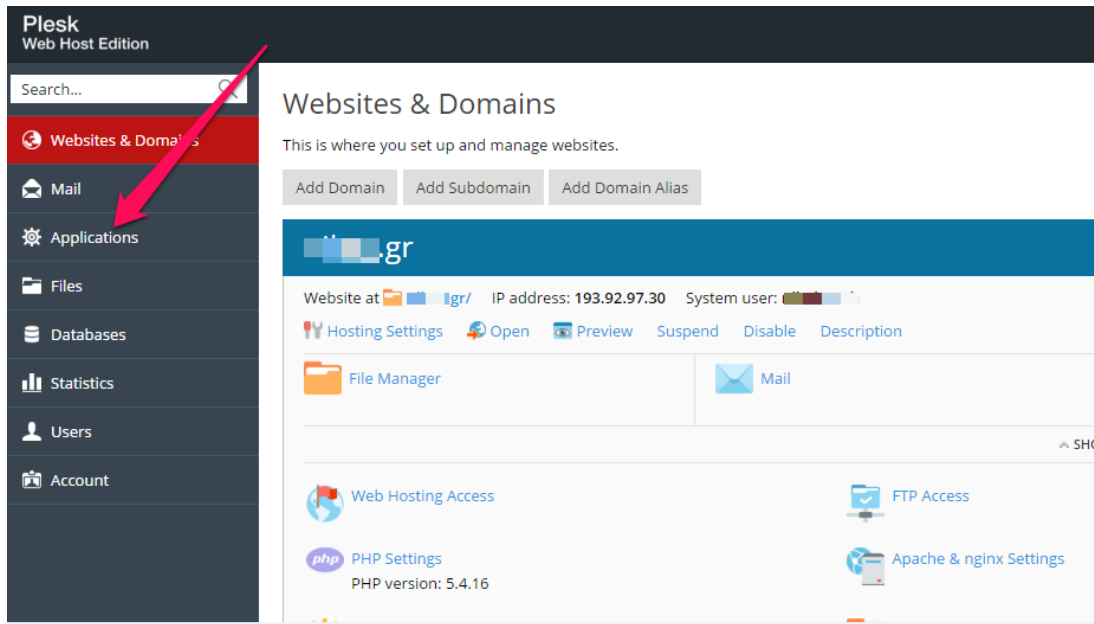 Plesk
Web Host Edition
Search...
Websites & Domains
Mail
Applications
Files
Databases
Statistics
Users
Account
Websites & Domains
This is where you set up and manage websites.
Add Domain Add Subdomain Add Domain Alias
.gr
Website at gr/ IP address: 193.92.97.30 System user:
Hosting Settings Open Preview Suspend Disable Description
File Manager Mail
Web Hosting Access FTP Access
php PHP Settings Apache & nginx Settings
PHP version: 5.4.16